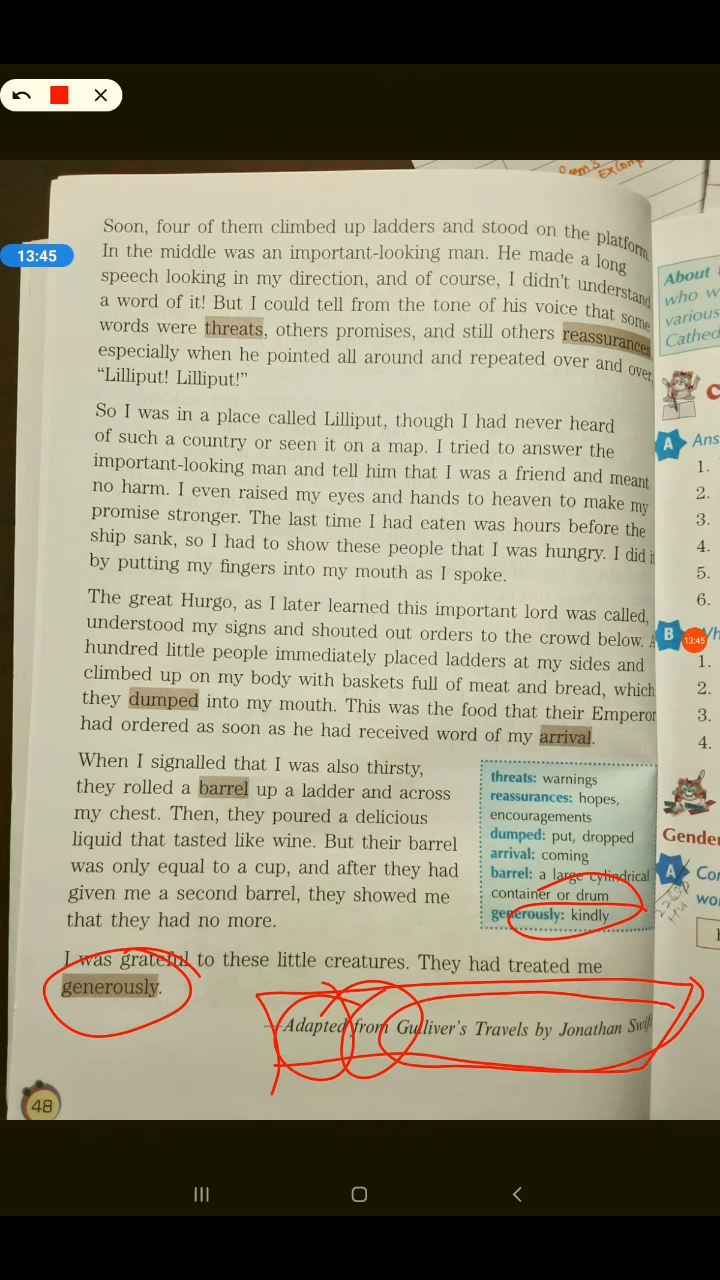 Oram's
13:45
Soon, four of them climbed up ladders and stood on the platform.
In the middle was an important-looking man. He made a long
speech looking in my direction, and of course, I didn't understand
a word of it! But I could tell from the tone of his voice that some
words were threats, others promises, and still others reassurances,
especially when he pointed all around and repeated over and over,
“Lilliput! Lilliput!”
So I was in a place called Lilliput, though I had never heard
of such a country or seen it on a map. I tried to answer the
important-looking man and tell him that I was a friend and meant
no harm. I even raised my eyes and hands to heaven to make my
promise stronger. The last time I had eaten was hours before the
ship sank, so I had to show these people that I was hungry. I did it
by putting my fingers into my mouth as I spoke.
The great Hurgo, as I later learned this important lord was called,
understood my signs and shouted out orders to the crowd below. A
hundred little people immediately placed ladders at my sides and
climbed up on my body with baskets full of meat and bread, which
they dumped into my mouth. This was the food that their Emperor
had ordered as soon as he had received word of my arrival.
When I signalled that I was also thirsty,
they rolled a barrel up a ladder and across
my chest. Then, they poured a delicious
liquid that tasted like wine. But their barrel
was only equal to a cup, and after they had
given me a second barrel, they showed me
that they had no more.
I was grateful to these little creatures. They had treated me
generously.
threats: warnings
reassurances: hopes,
encouragements
dumped: put, dropped
arrival: coming
barrel: a large cylindrical
container or drum
generously: kindly
—Adapted from Gulliver's Travels by Jonathan Swift
48
About
who w
various
Cathed
C
A Ans
1.
2.
3.
4.
5.
6.
B Wh
13:45
1.
2.
3.
4.
Gender
A Con
wo